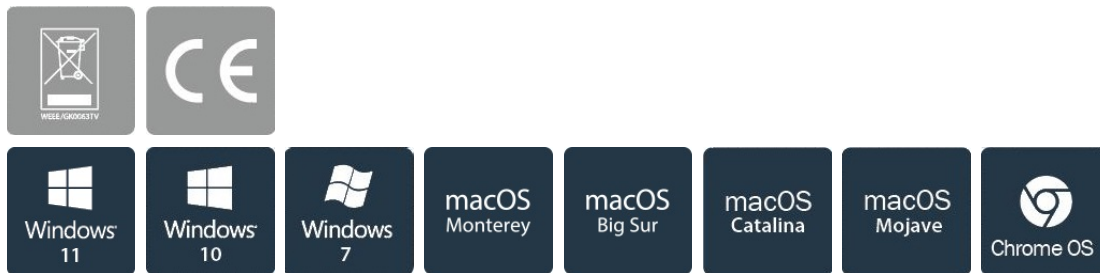 WEEE/GK0063TV
CE
Windows
11
Windows
10
Windows
7
macOS
Monterey
macOS
Big Sur
macOS
Catalina
macOS
Mojave
Chrome OS